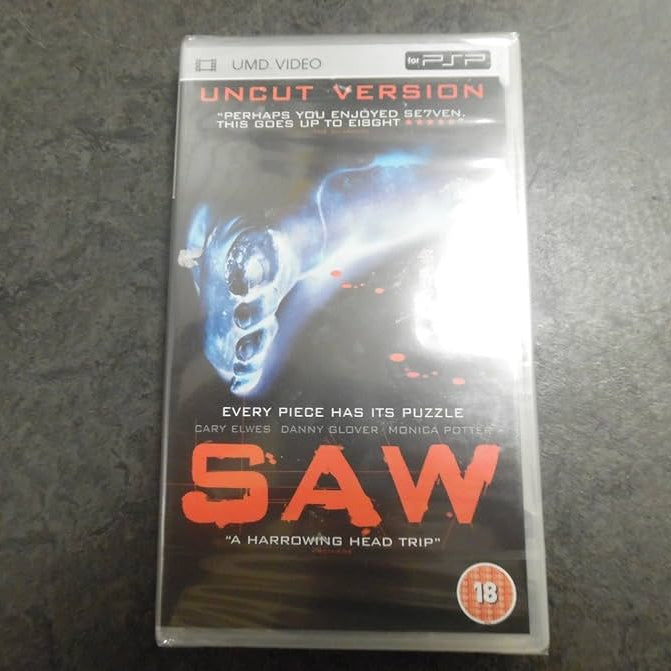 UMD VIDEO
for PSP
UNCUT VERSION
"PERHAPS YOU ENJOYED SE7VEN.
THIS GOES UP TO EI8GHT ★★★★★"
EVERY PIECE HAS ITS PUZZLE
CARY ELWES DANNY GLOVER MONICA POTTER
SAW
"A HARROWING HEAD TRIP"
18